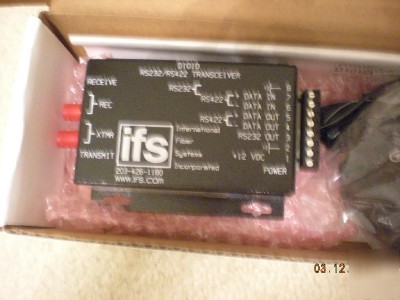 D1010
RS232/RS422 TRANSCEIVER
RECEIVE
REC
XTMR
TRANSMIT
ifs
International
Fiber
Systems
Incorporated
203-426-1180
www.ifs.com
RS232
RS422
+ DATA IN
- DATA IN
RS422
+ DATA OUT
- DATA OUT
RS232 OUT
+12 VDC
POWER
8
7
6
5
4
3
2
1
03.12.